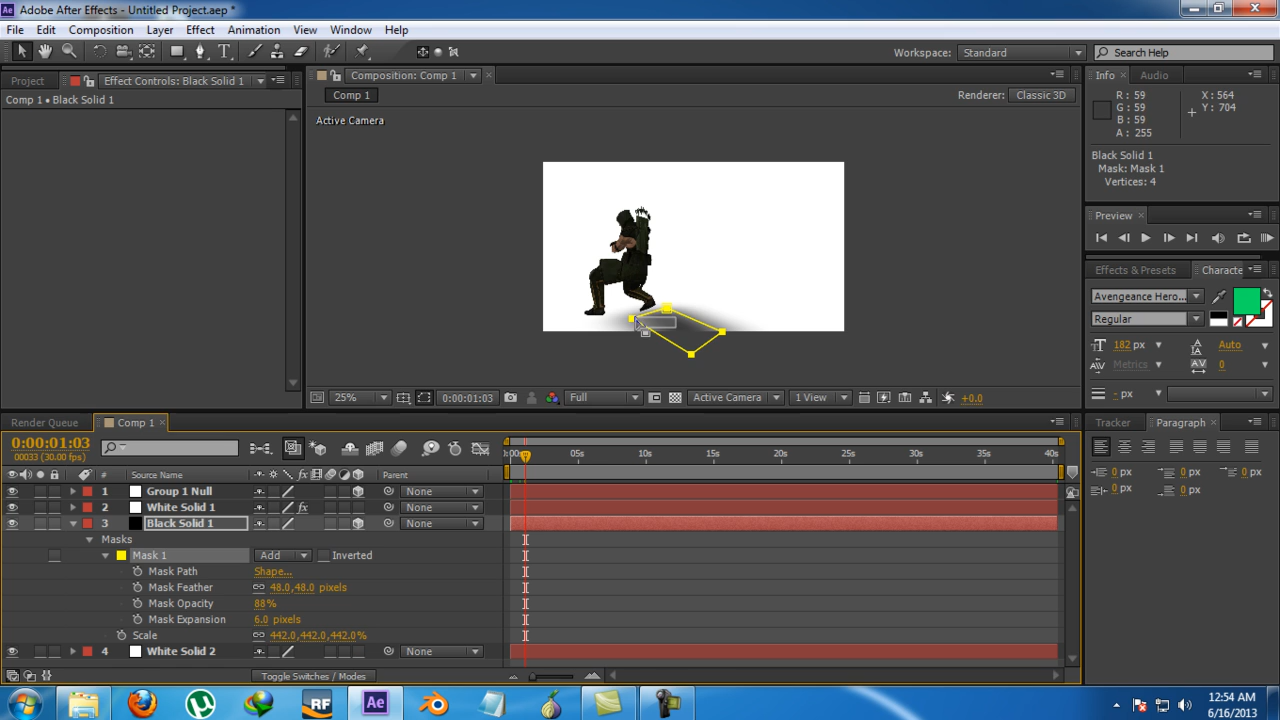 Adobe After Effects - Untitled Project.aep *
File Edit Composition Layer Effect Animation View Window Help
Workspace: Standard Search Help
Project Effect Controls: Black Solid 1 Composition: Comp 1 Info Audio
Comp 1 • Black Solid 1
Comp 1 Renderer: Classic 3D
Active Camera
R : 59 X : 564
G : 59 Y : 704
B : 59
A : 255
Black Solid 1
Mask: Mask 1
Vertices: 4
Preview
Effects & Presets Characte
Avengeance Hero...
Regular
182 px Auto
Metrics 0
- px
25% 0:00:01:03 Full Active Camera 1 View +0.0
Render Queue Comp 1 Tracker Paragraph
0:00:01:03
00033 (30.00 fps)
:00s 05s 10s 15s 20s 25s 30s 35s 40s
# Source Name Parent
0 px 0 px 0 px
0 px 0 px
1 Group 1 Null None
2 White Solid 1 fx None
3 Black Solid 1 None
Masks
Mask 1 Add Inverted
Mask Path Shape...
Mask Feather 48.0,48.0 pixels
Mask Opacity 88%
Mask Expansion 6.0 pixels
Scale 442.0,442.0,442.0%
4 White Solid 2 None
Toggle Switches / Modes
RF Ae
12:54 AM
6/16/2013